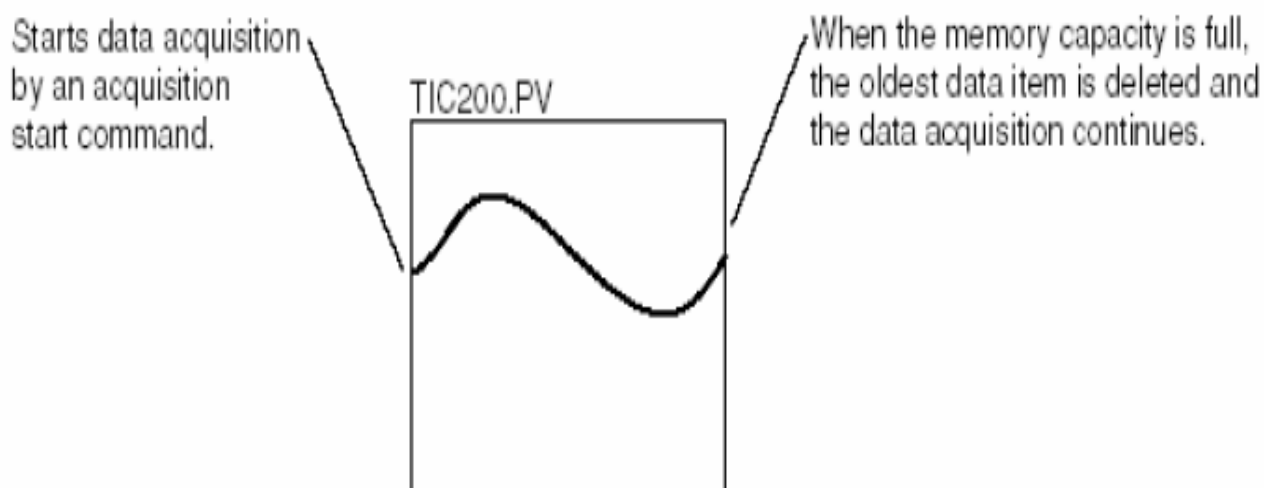 Starts data acquisition
by an acquisition
start command.
TIC200.PV
When the memory capacity is full,
the oldest data item is deleted and
the data acquisition continues.